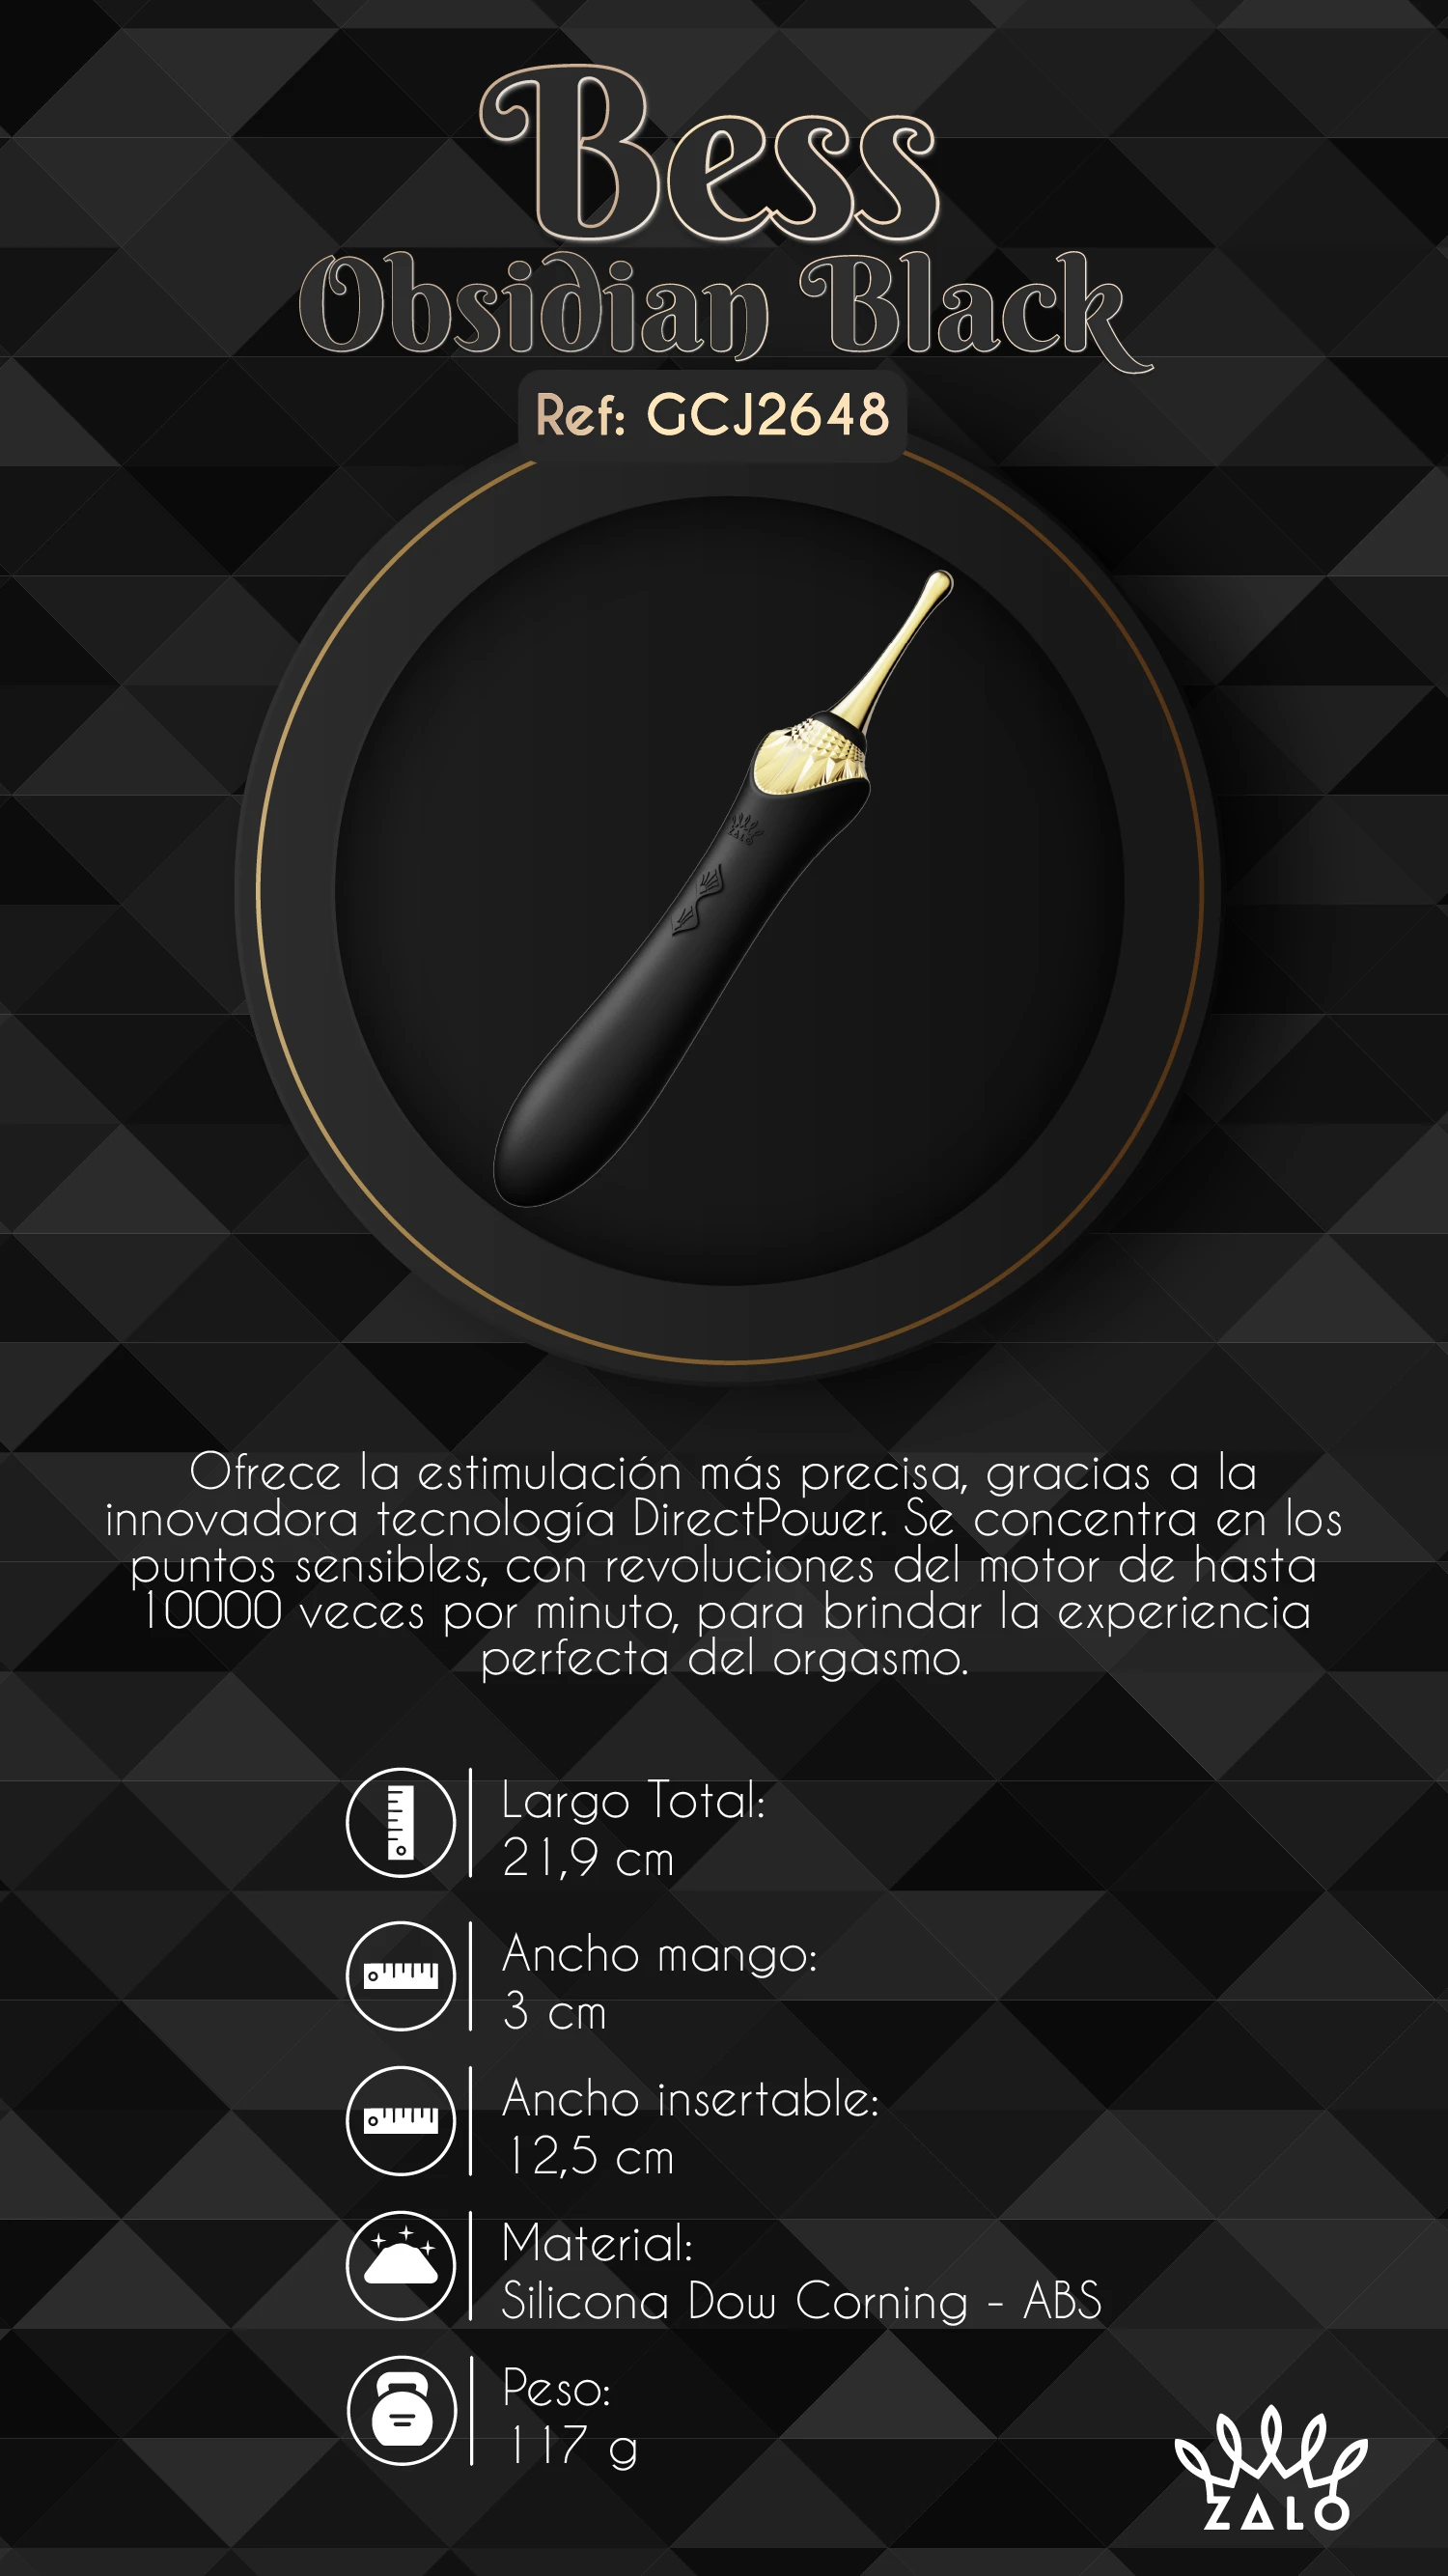 Bess
Obsidian Black
Ref: GCJ2648
ZALO
Ofrece la estimulación más precisa, gracias a la
innovadora tecnología DirectPower. Se concentra en los
puntos sensibles, con revoluciones del motor de hasta
10000 veces por minuto, para brindar la experiencia
perfecta del orgasmo.
Largo Total:
21,9 cm
Ancho mango:
3 cm
Ancho insertable:
12,5 cm
Material:
Silicona Dow Corning - ABS
Peso:
117 g
ZALO